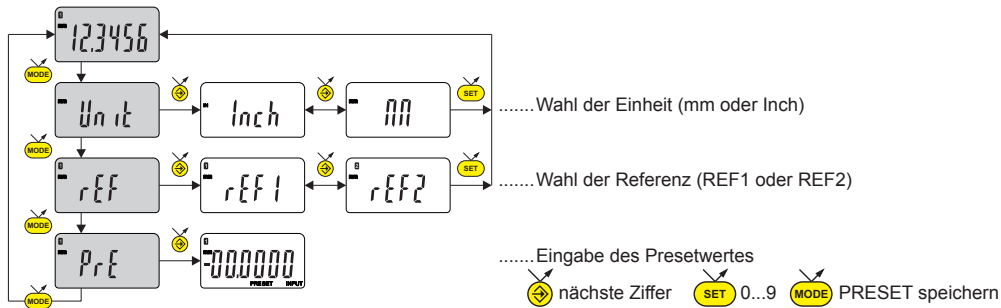 12.3456
MODE
Unit Inch MM SET .......Wahl der Einheit (mm oder Inch)
MODE
rEF rEF1 rEF2 SET .......Wahl der Referenz (REF1 oder REF2)
MODE
PrE -00.0000 PRESET INPUT .......Eingabe des Presetwertes
MODE nächste Ziffer SET 0...9 MODE PRESET speichern